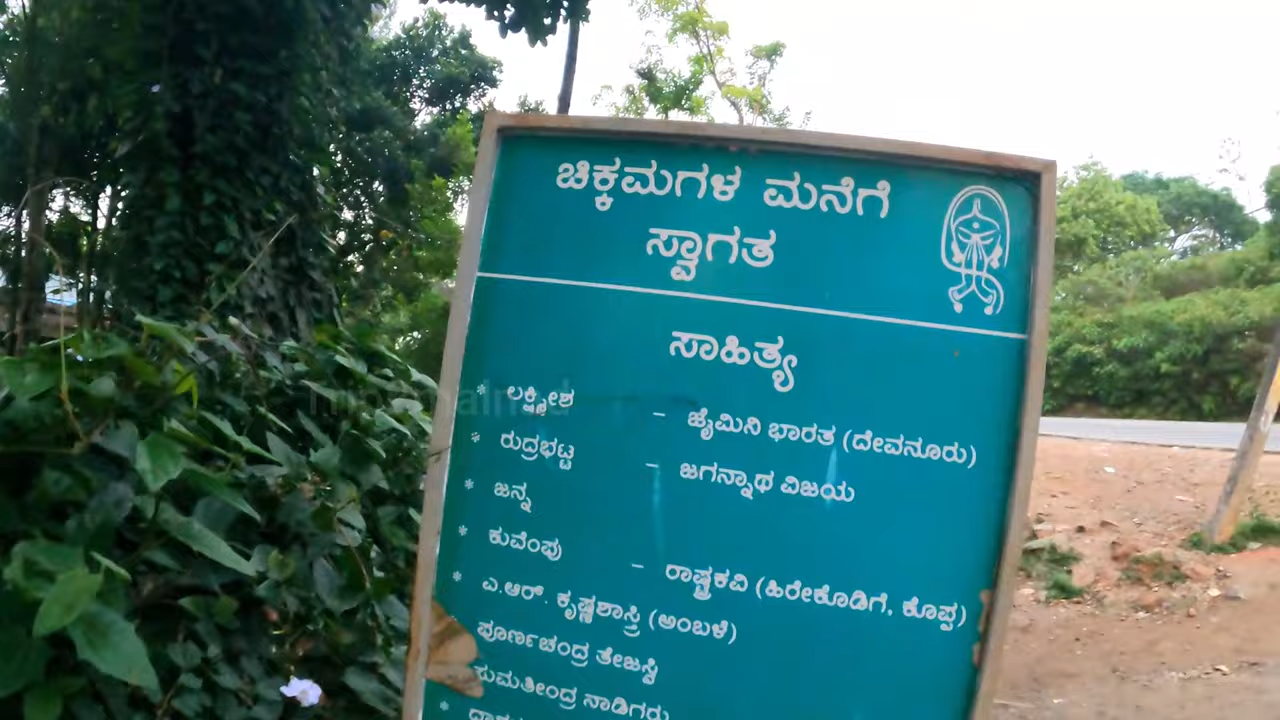 ಚಿಕ್ಕಮಗಳ ಮನೆಗೆ
ಸ್ವಾಗತ
ಸಾಹಿತ್ಯ
* ಲಕ್ಷ್ಮೀಶ – ಜೈಮಿನಿ ಭಾರತ (ದೇವನೂರು)
* ರುದ್ರಭಟ್ಟ – ಜಗನ್ನಾಥ ವಿಜಯ
* ಜನ್ನ
* ಕುವೆಂಪು – ರಾಷ್ಟ್ರಕವಿ (ಹಿರೇಕೊಡಿಗೆ, ಕೊಪ್ಪ)
* ಎ.ಆರ್. ಕೃಷ್ಣಶಾಸ್ತ್ರಿ (ಅಂಬಳೆ)
ಪೂರ್ಣಚಂದ್ರ ತೇಜಸ್ವಿ
ಸುಮತೀಂದ್ರ ನಾಡಿಗರು